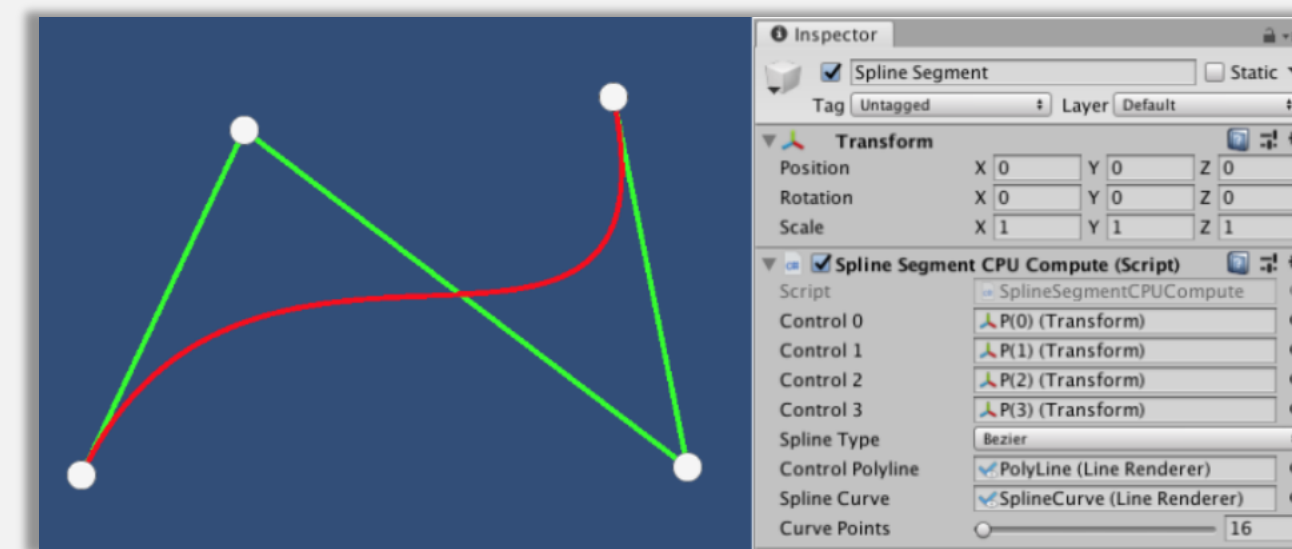 Inspector
Spline Segment Static
Tag Untagged Layer Default
Transform
Position X 0 Y 0 Z 0
Rotation X 0 Y 0 Z 0
Scale X 1 Y 1 Z 1
Spline Segment CPU Compute (Script)
Script SplineSegmentCPUCompute
Control 0 P(0) (Transform)
Control 1 P(1) (Transform)
Control 2 P(2) (Transform)
Control 3 P(3) (Transform)
Spline Type Bezier
Control Polyline PolyLine (Line Renderer)
Spline Curve SplineCurve (Line Renderer)
Curve Points 16